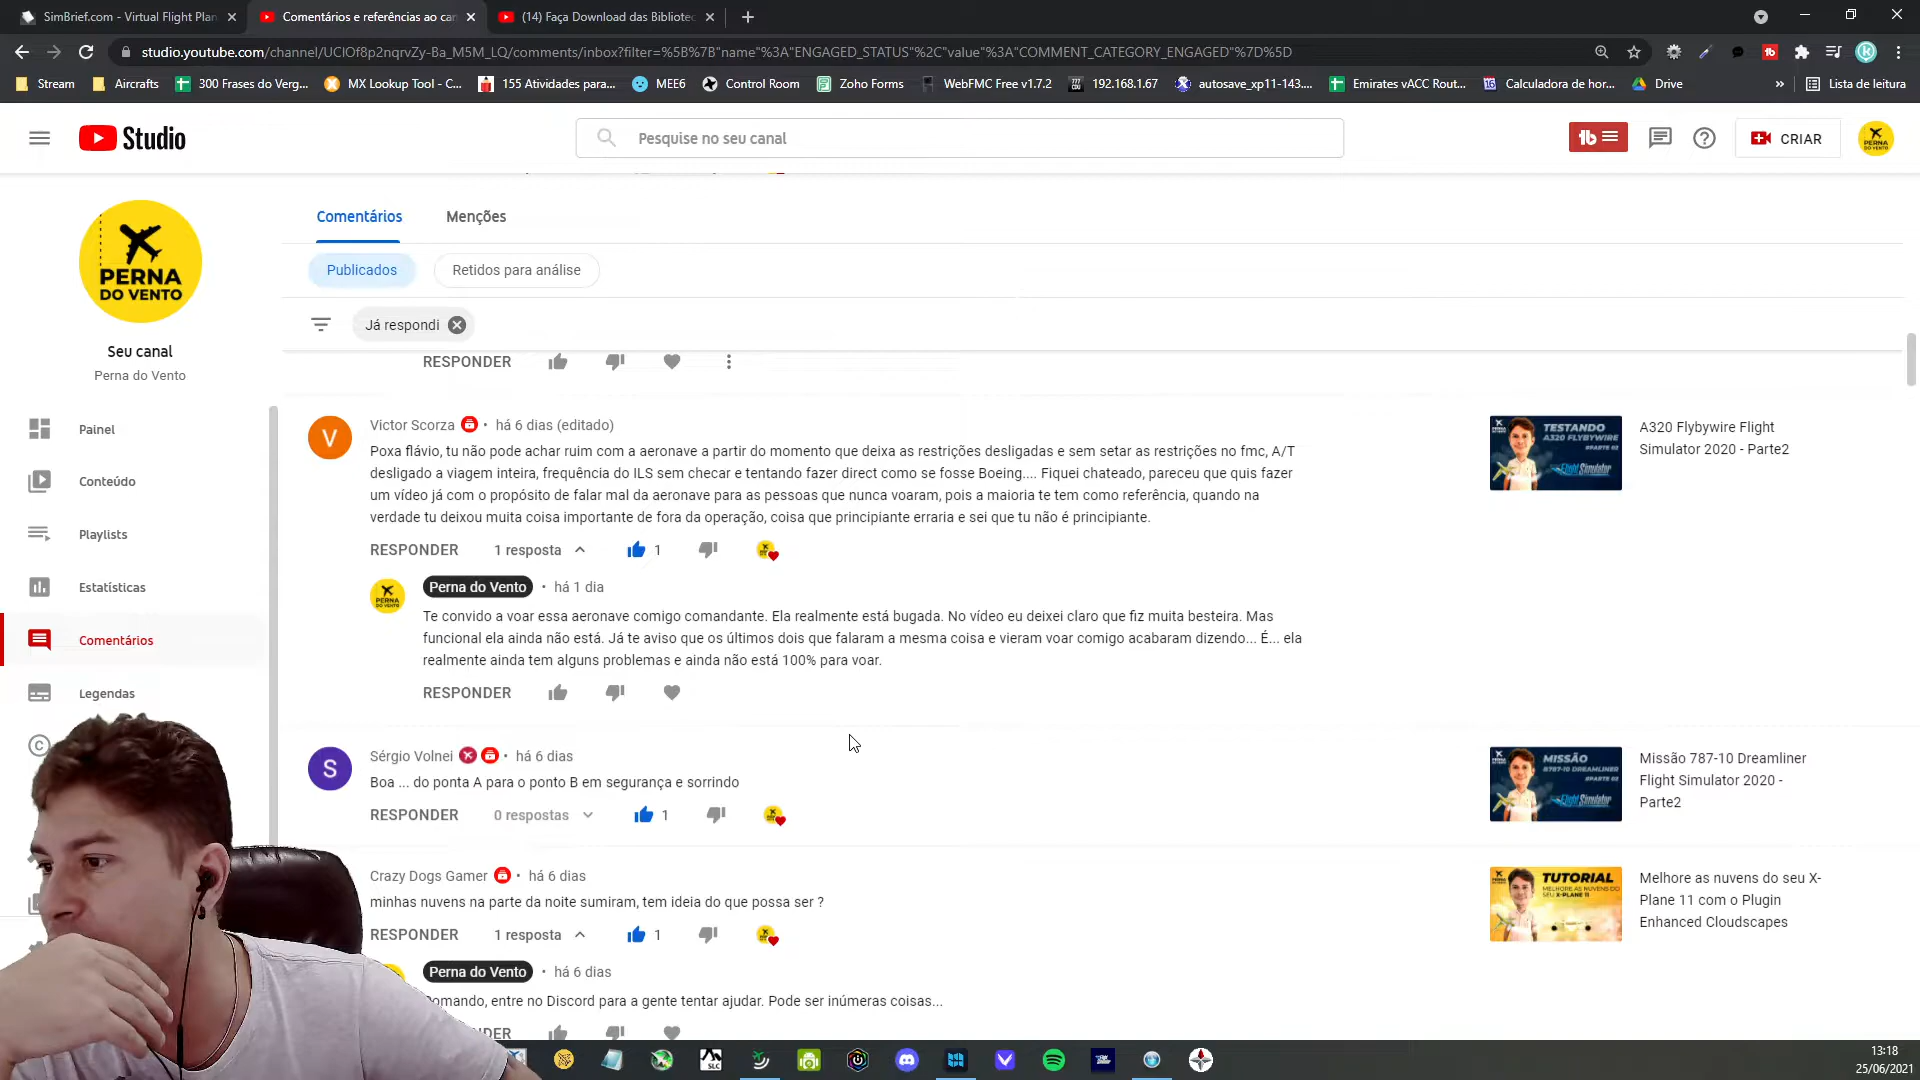 SimBrief.com - Virtual Flight Plan
Comentários e referências ao can
(14) Faça Download das Bibliotec
studio.youtube.com/channel/UCIOf8p2nqrvZy-Ba_M5M_LQ/comments/inbox?filter=%5B%7B"name"%3A"ENGAGED_STATUS"%2C"value"%3A"COMMENT_CATEGORY_ENGAGED"%7D%5D
Stream
Aircrafts
300 Frases do Verg...
MX Lookup Tool - C...
155 Atividades para...
MEE6
Control Room
Zoho Forms
WebFMC Free v1.7.2
192.168.1.67
autosave_xp11-143....
Emirates vACC Rout...
Calculadora de hor...
Drive
»
Lista de leitura
Studio
Pesquise no seu canal
CRIAR
Comentários
Menções
Publicados
Retidos para análise
Já respondi
PERNA
DO VENTO
Seu canal
Perna do Vento
Painel
Conteúdo
Playlists
Estatísticas
Comentários
Legendas
RESPONDER
Victor Scorza • há 6 dias (editado)
Poxa flávio, tu não pode achar ruim com a aeronave a partir do momento que deixa as restrições desligadas e sem setar as restrições no fmc, A/T
desligado a viagem inteira, frequência do ILS sem checar e tentando fazer direct como se fosse Boeing.... Fiquei chateado, pareceu que quis fazer
um vídeo já com o propósito de falar mal da aeronave para as pessoas que nunca voaram, pois a maioria te tem como referência, quando na
verdade tu deixou muita coisa importante de fora da operação, coisa que principiante erraria e sei que tu não é principiante.
RESPONDER 1 resposta 1
Perna do Vento • há 1 dia
Te convido a voar essa aeronave comigo comandante. Ela realmente está bugada. No vídeo eu deixei claro que fiz muita besteira. Mas
funcional ela ainda não está. Já te aviso que os últimos dois que falaram a mesma coisa e vieram voar comigo acabaram dizendo... É... ela
realmente ainda tem alguns problemas e ainda não está 100% para voar.
RESPONDER
TESTANDO
A320 FLYBYWIRE
A320 Flybywire Flight
Simulator 2020 - Parte2
Sérgio Volnei • há 6 dias
Boa ... do ponta A para o ponto B em segurança e sorrindo
RESPONDER 0 respostas 1
MISSÃO
Missão 787-10 Dreamliner
Flight Simulator 2020 -
Parte2
Crazy Dogs Gamer • há 6 dias
minhas nuvens na parte da noite sumiram, tem ideia do que possa ser ?
RESPONDER 1 resposta 1
TUTORIAL
Melhore as nuvens do seu X-
Plane 11 com o Plugin
Enhanced Cloudscapes
Perna do Vento • há 6 dias
omando, entre no Discord para a gente tentar ajudar. Pode ser inúmeras coisas...
NDER
SLC
13:18
25/06/2021